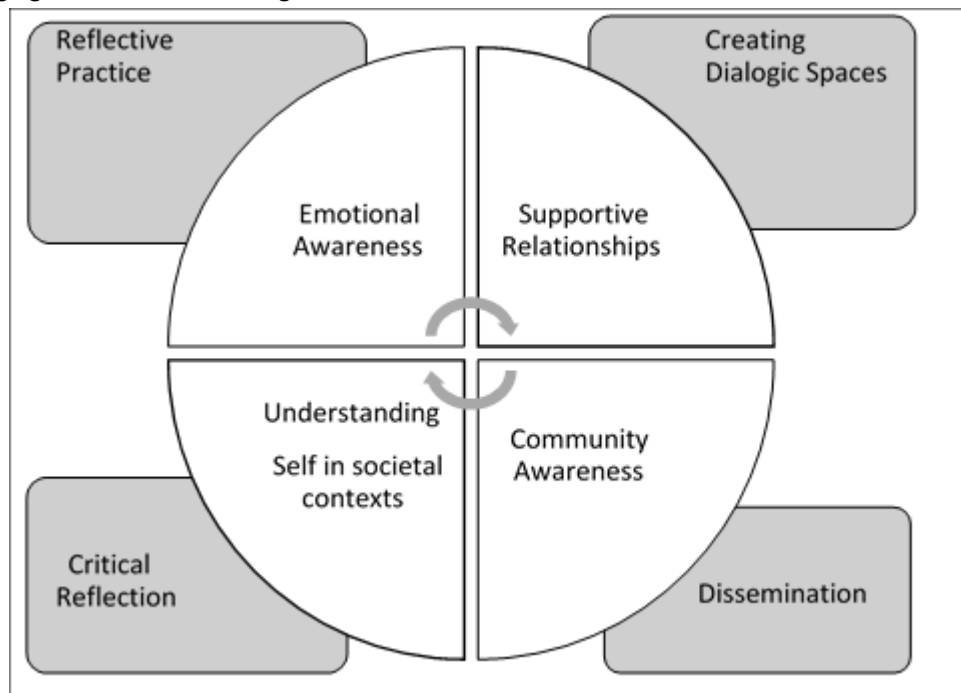 Reflective
Practice
Creating
Dialogic Spaces
Emotional
Awareness
Supportive
Relationships
Understanding
Self in societal
contexts
Community
Awareness
Critical
Reflection
Dissemination